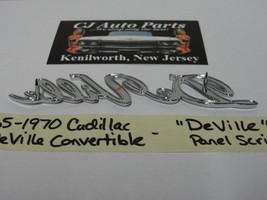 CJ Auto Parts
Kenilworth, New Jersey
DeVille
65-1970 Cadillac "DeVille"
eVille Convertible - Panel Scri